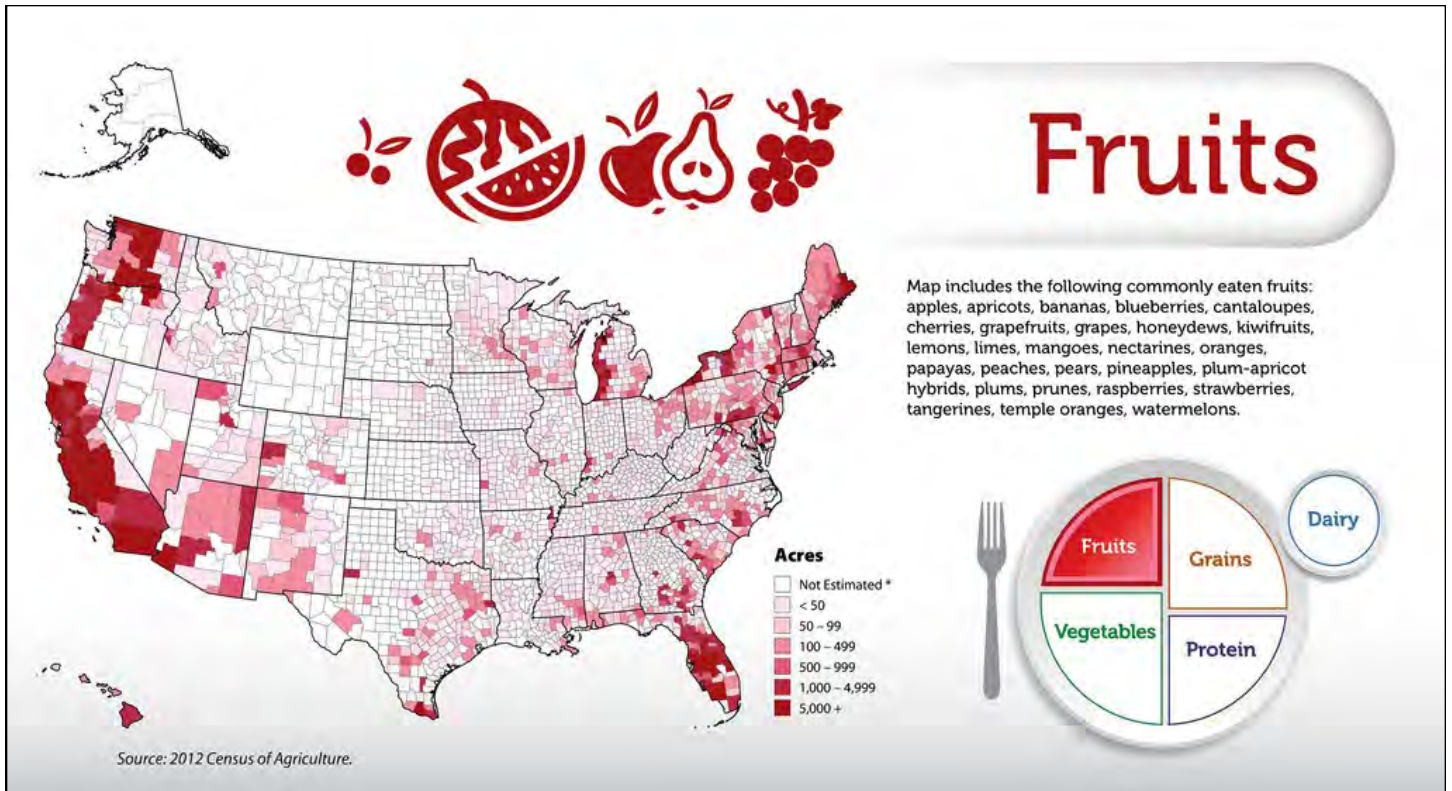 Fruits
Map includes the following commonly eaten fruits:
apples, apricots, bananas, blueberries, cantaloupes,
cherries, grapefruits, grapes, honeydews, kiwifruits,
lemons, limes, mangoes, nectarines, oranges,
papayas, peaches, pears, pineapples, plum-apricot
hybrids, plums, prunes, raspberries, strawberries,
tangerines, temple oranges, watermelons.
Acres
Not Estimated *
< 50
50 – 99
100 – 499
500 – 999
1,000 – 4,999
5,000 +
Fruits
Grains
Dairy
Vegetables
Protein
Source: 2012 Census of Agriculture.